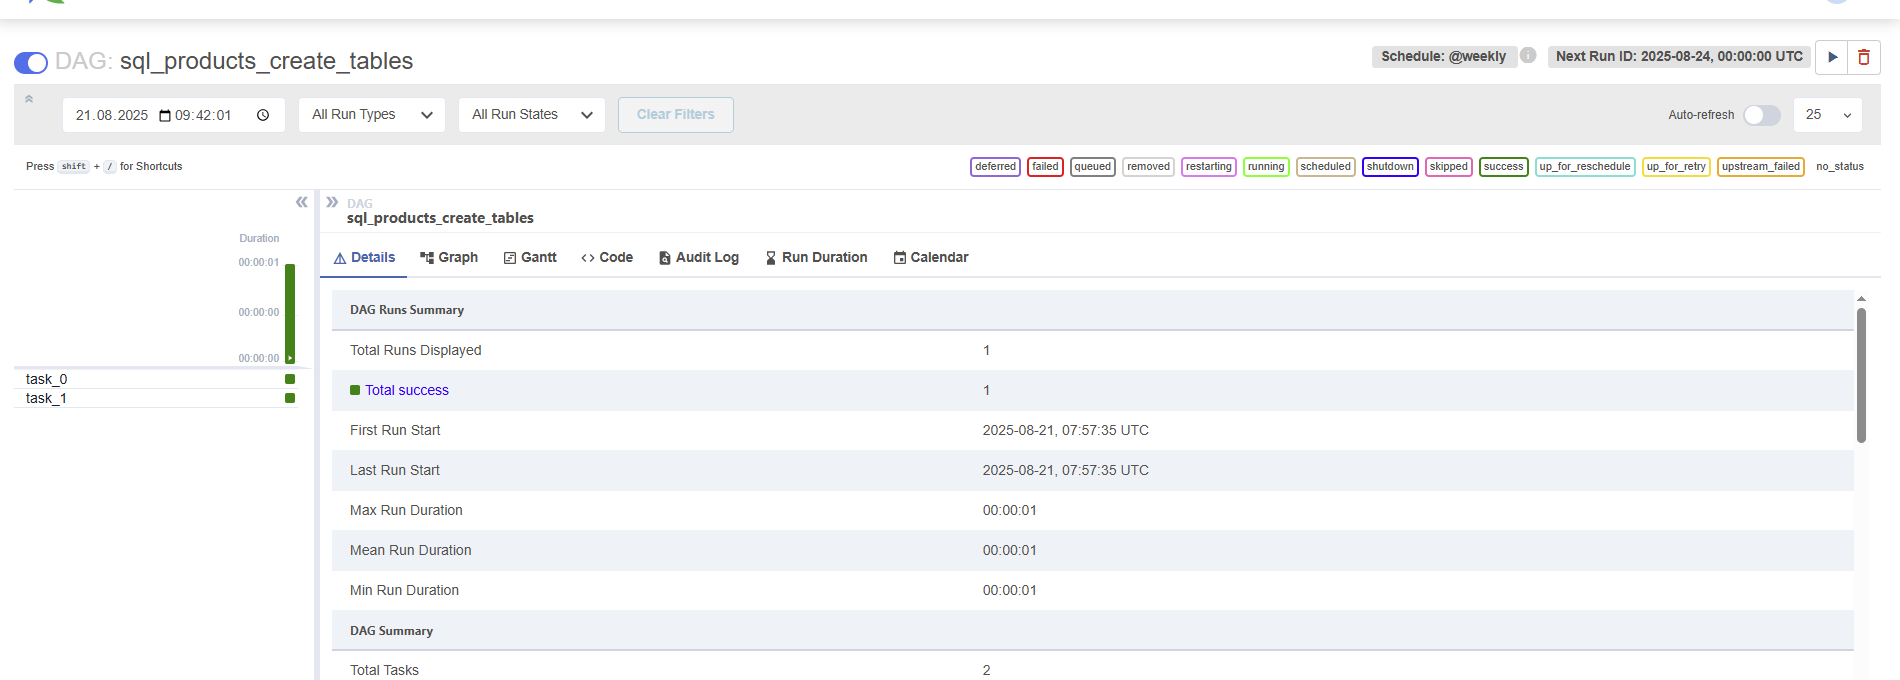 DAG: sql_products_create_tables
Schedule: @weekly
Next Run ID: 2025-08-24, 00:00:00 UTC
21.08.2025 09:42:01
All Run Types
All Run States
Clear Filters
Auto-refresh
25
Press shift + / for Shortcuts
deferred failed queued removed restarting running scheduled shutdown skipped success up_for_reschedule up_for_retry upstream_failed no_status
Duration
00:00:01
00:00:00
00:00:00
task_0
task_1
DAG
sql_products_create_tables
Details Graph Gantt Code Audit Log Run Duration Calendar
DAG Runs Summary
Total Runs Displayed 1
Total success 1
First Run Start 2025-08-21, 07:57:35 UTC
Last Run Start 2025-08-21, 07:57:35 UTC
Max Run Duration 00:00:01
Mean Run Duration 00:00:01
Min Run Duration 00:00:01
DAG Summary
Total Tasks 2